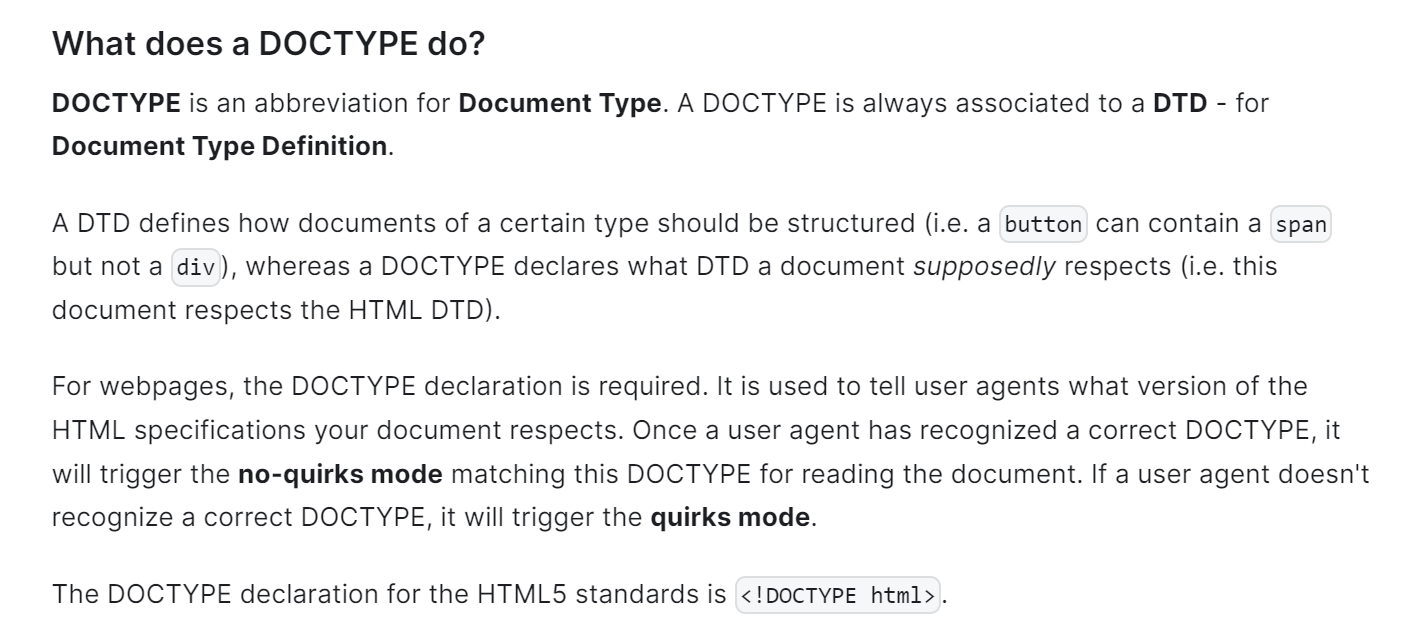 What does a DOCTYPE do?
DOCTYPE is an abbreviation for Document Type. A DOCTYPE is always associated to a DTD - for
Document Type Definition.
A DTD defines how documents of a certain type should be structured (i.e. a button can contain a span
but not a div), whereas a DOCTYPE declares what DTD a document supposedly respects (i.e. this
document respects the HTML DTD).
For webpages, the DOCTYPE declaration is required. It is used to tell user agents what version of the
HTML specifications your document respects. Once a user agent has recognized a correct DOCTYPE, it
will trigger the no-quirks mode matching this DOCTYPE for reading the document. If a user agent doesn't
recognize a correct DOCTYPE, it will trigger the quirks mode.
The DOCTYPE declaration for the HTML5 standards is <!DOCTYPE html>.